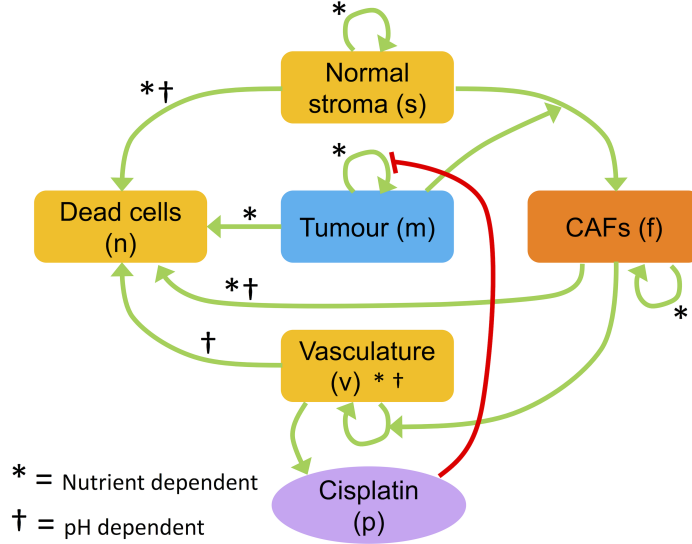 *
Normal
stroma (s)
*†
*
Dead cells
(n)
*
Tumour (m)
CAFs (f)
*†
*
†
Vasculature
(v) * †
* = Nutrient dependent
Cisplatin
(p)
† = pH dependent